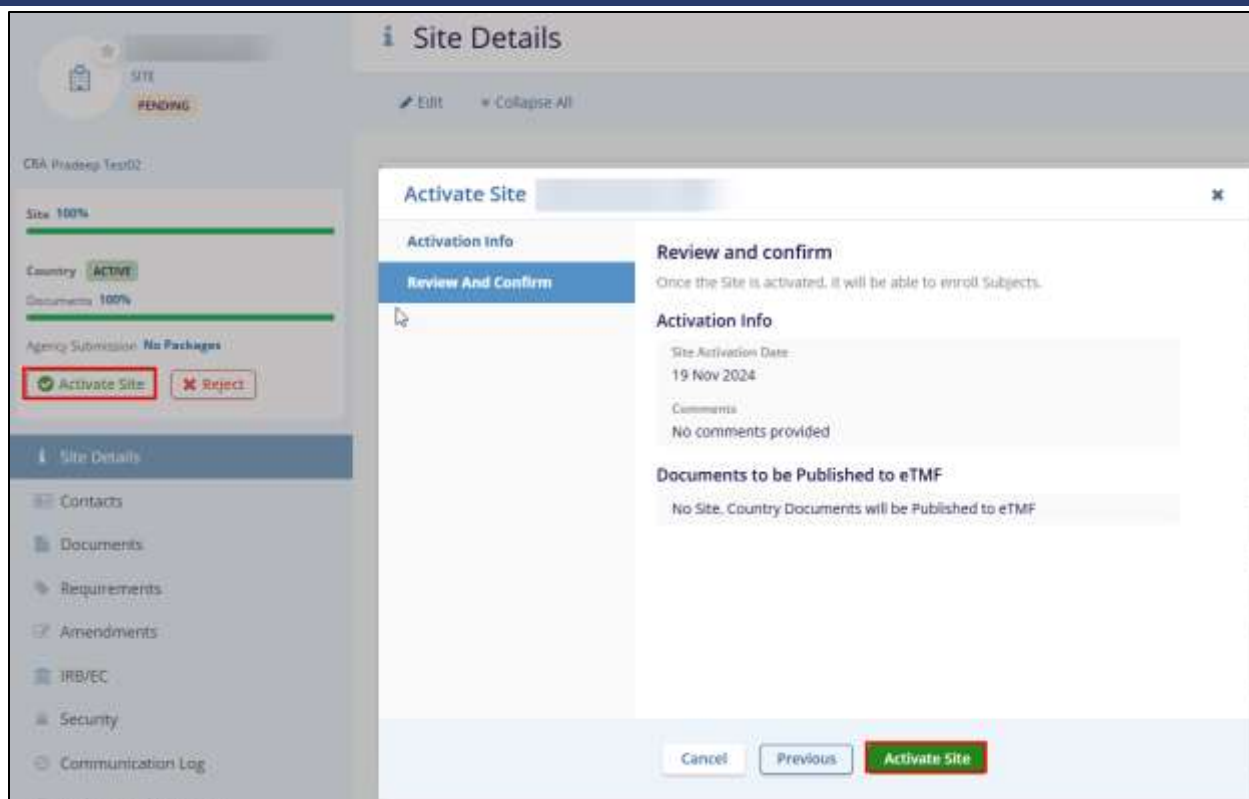 SITE
PENDING
CRA Pradeep Test02
Site 100%
Country ACTIVE
Documents 100%
Agency Submission No Packages
Activate Site
Reject
Site Details
Contacts
Documents
Requirements
Amendments
IRB/EC
Security
Communication Log
Site Details
Edit
Collapse All
Activate Site
Activation Info
Review And Confirm
Review and confirm
Once the Site is activated, it will be able to enroll Subjects.
Activation Info
Site Activation Date
19 Nov 2024
Comments
No comments provided
Documents to be Published to eTMF
No Site, Country Documents will be Published to eTMF
Cancel
Previous
Activate Site